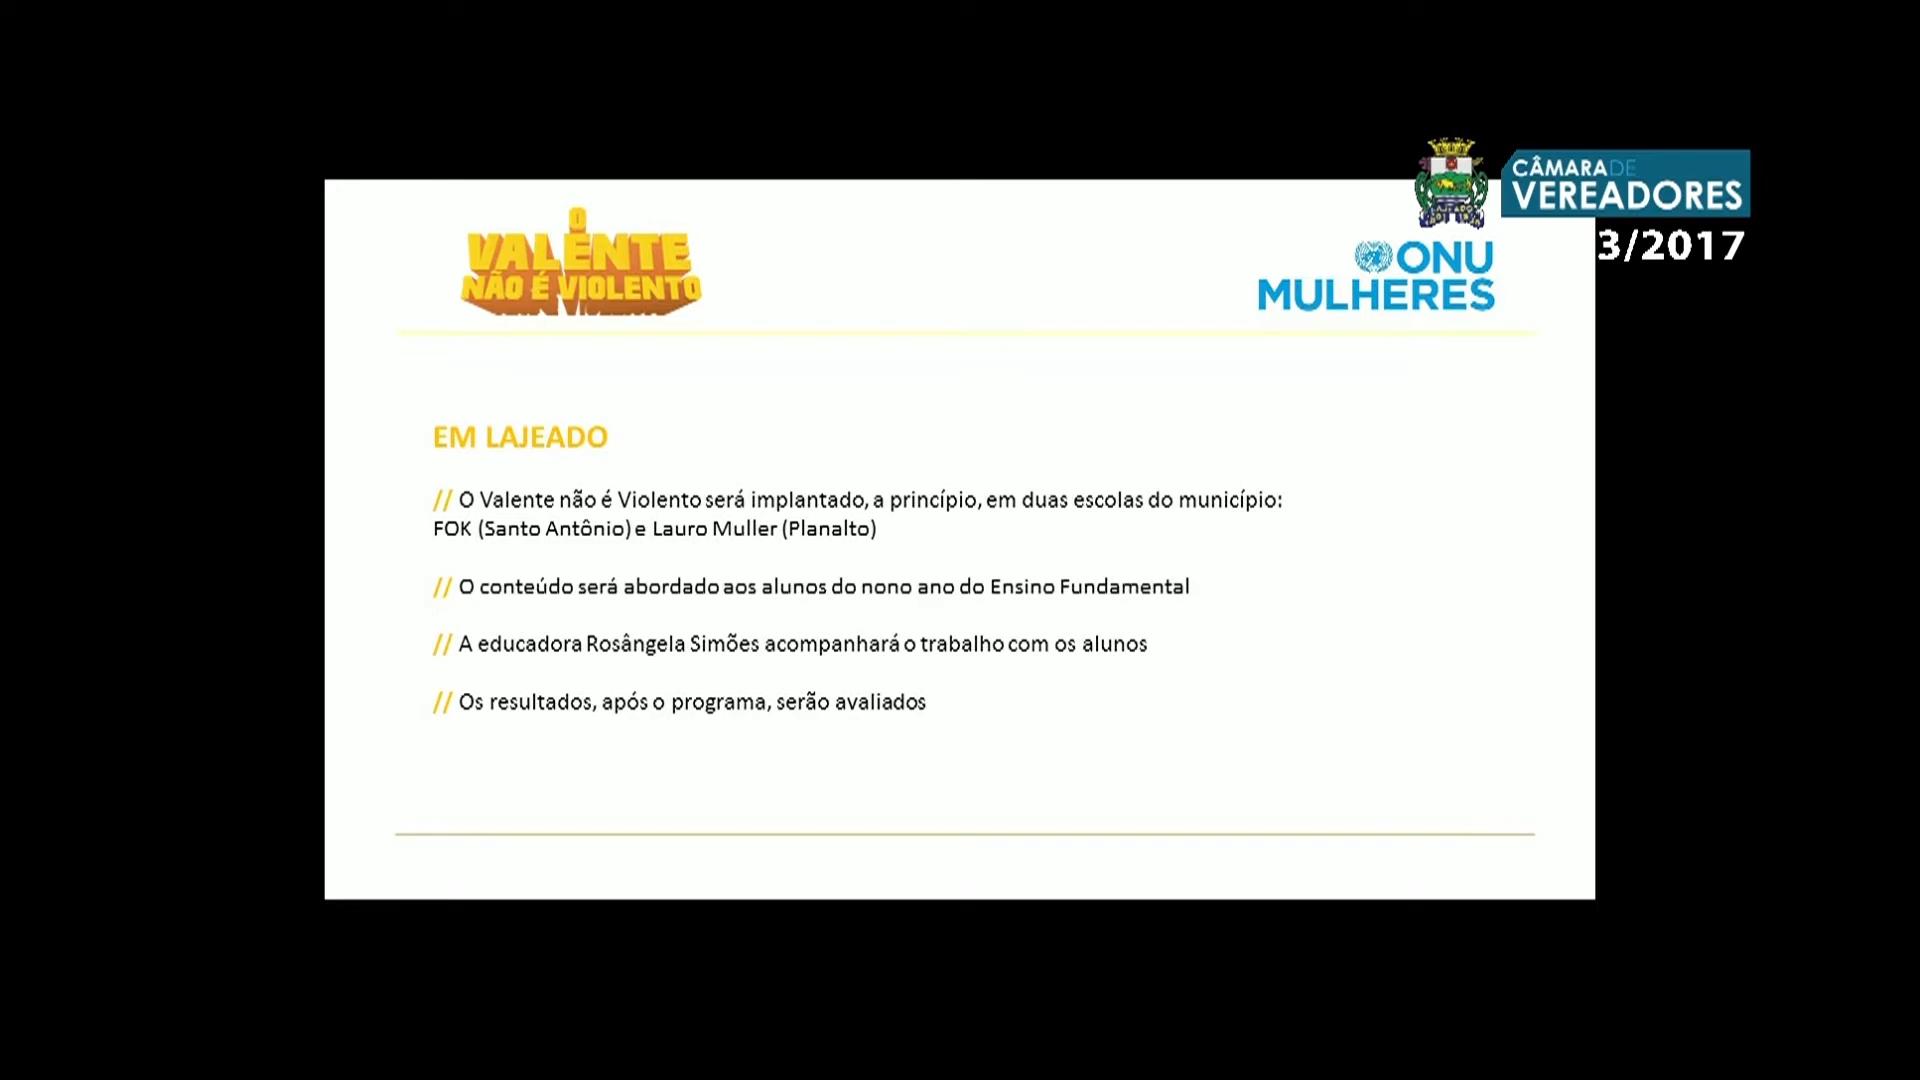 CÂMARA DE
VEREADORES
3/2017
O
VALENTE
NÃO É VIOLENTO
ONU
MULHERES
EM LAJEADO
// O Valente não é Violento será implantado, a princípio, em duas escolas do município:
FOK (Santo Antônio) e Lauro Muller (Planalto)
// O conteúdo será abordado aos alunos do nono ano do Ensino Fundamental
// A educadora Rosângela Simões acompanhará o trabalho com os alunos
// Os resultados, após o programa, serão avaliados